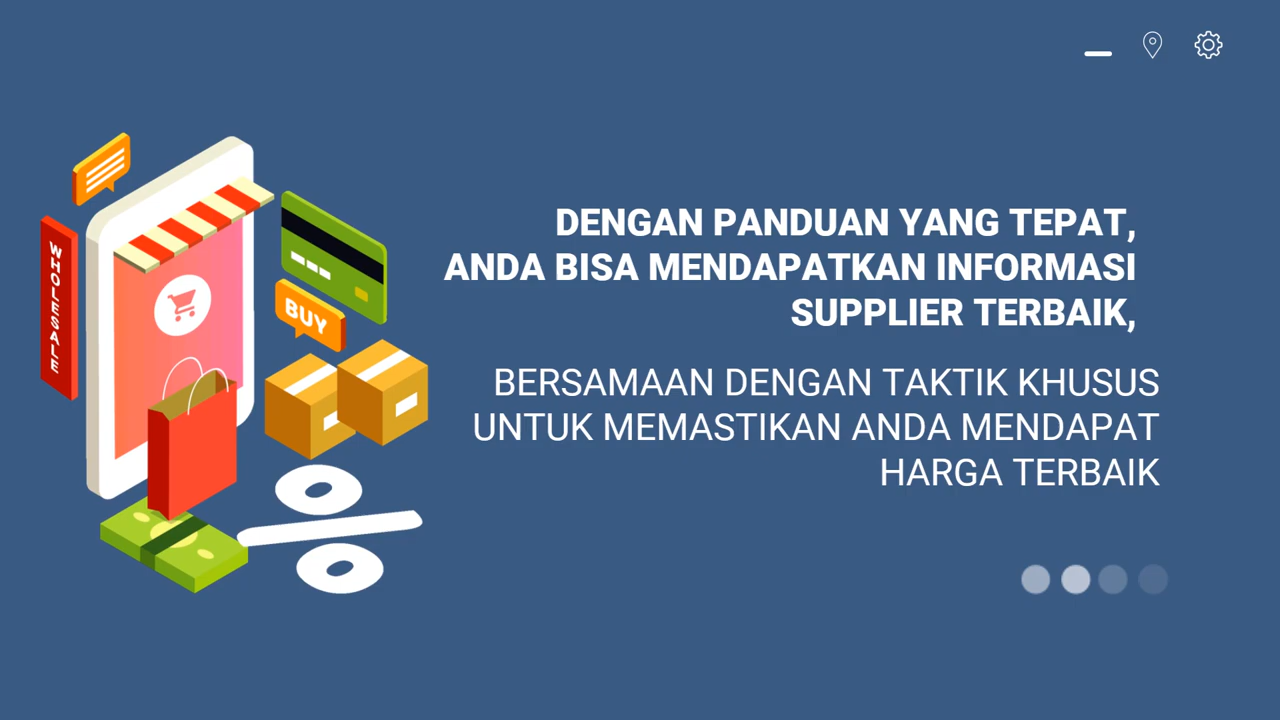 WHOLESALE
BUY
DENGAN PANDUAN YANG TEPAT,
ANDA BISA MENDAPATKAN INFORMASI
SUPPLIER TERBAIK,
BERSAMAAN DENGAN TAKTIK KHUSUS
UNTUK MEMASTIKAN ANDA MENDAPAT
HARGA TERBAIK